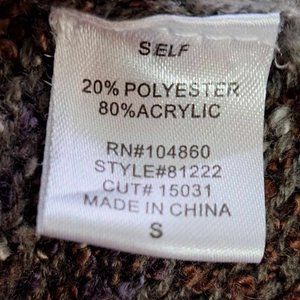 SELF
20% POLYESTER
80%ACRYLIC
RN#104860
STYLE#81222
CUT# 15031
MADE IN CHINA
S